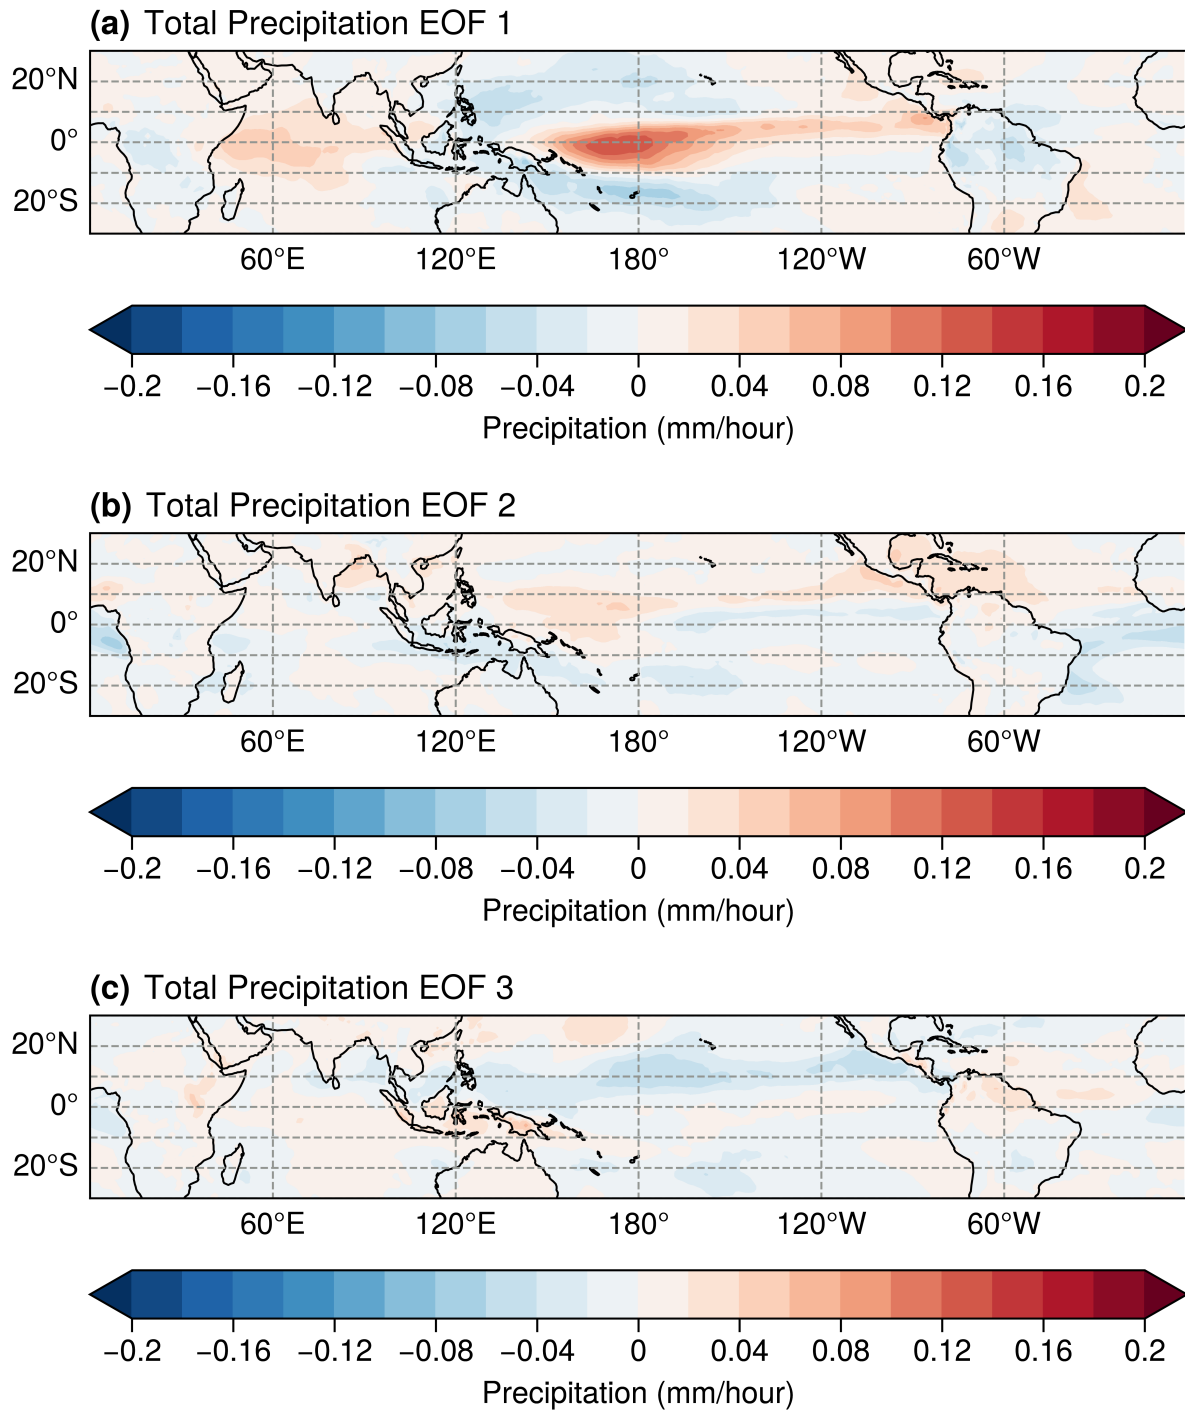 (a) Total Precipitation EOF 1
20°N
0°
20°S
60°E 120°E 180° 120°W 60°W
−0.2 −0.16 −0.12 −0.08 −0.04 0 0.04 0.08 0.12 0.16 0.2
Precipitation (mm/hour)
(b) Total Precipitation EOF 2
20°N
0°
20°S
60°E 120°E 180° 120°W 60°W
−0.2 −0.16 −0.12 −0.08 −0.04 0 0.04 0.08 0.12 0.16 0.2
Precipitation (mm/hour)
(c) Total Precipitation EOF 3
20°N
0°
20°S
60°E 120°E 180° 120°W 60°W
−0.2 −0.16 −0.12 −0.08 −0.04 0 0.04 0.08 0.12 0.16 0.2
Precipitation (mm/hour)